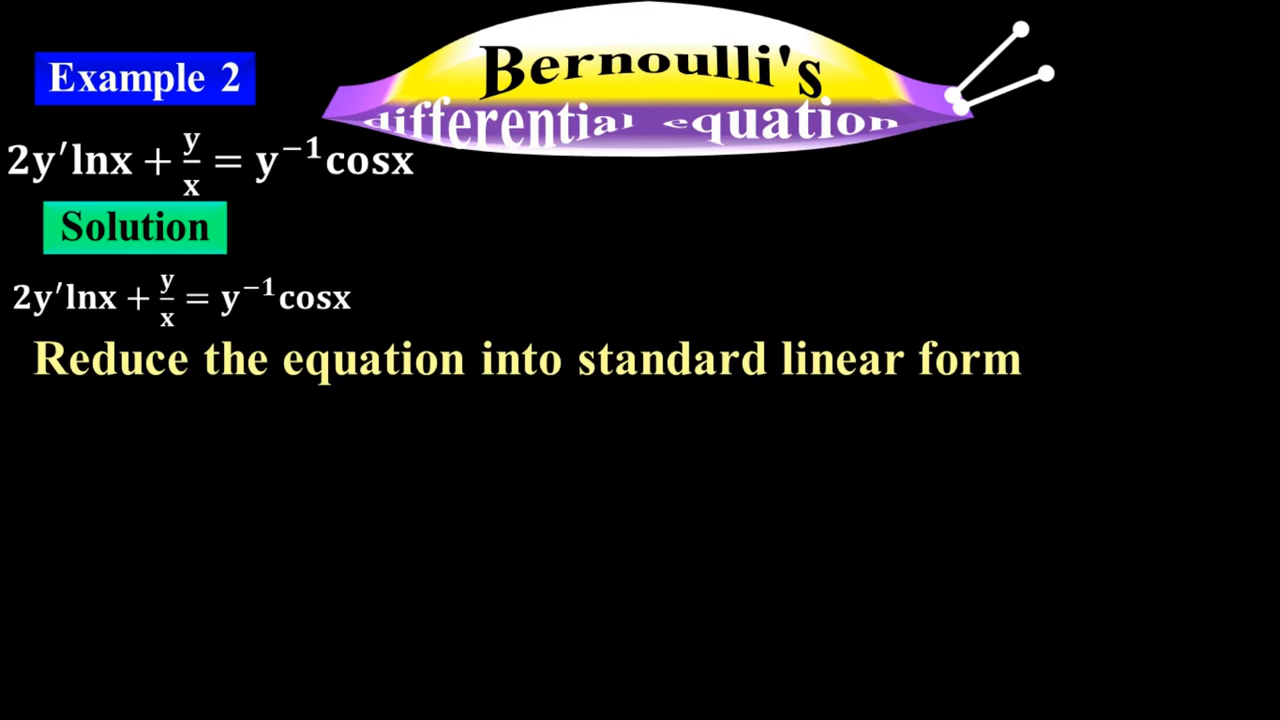 Bernoulli's
differential equation
Example 2
2y′lnx + y/x = y⁻¹cosx
Solution
2y′lnx + y/x = y⁻¹cosx
Reduce the equation into standard linear form